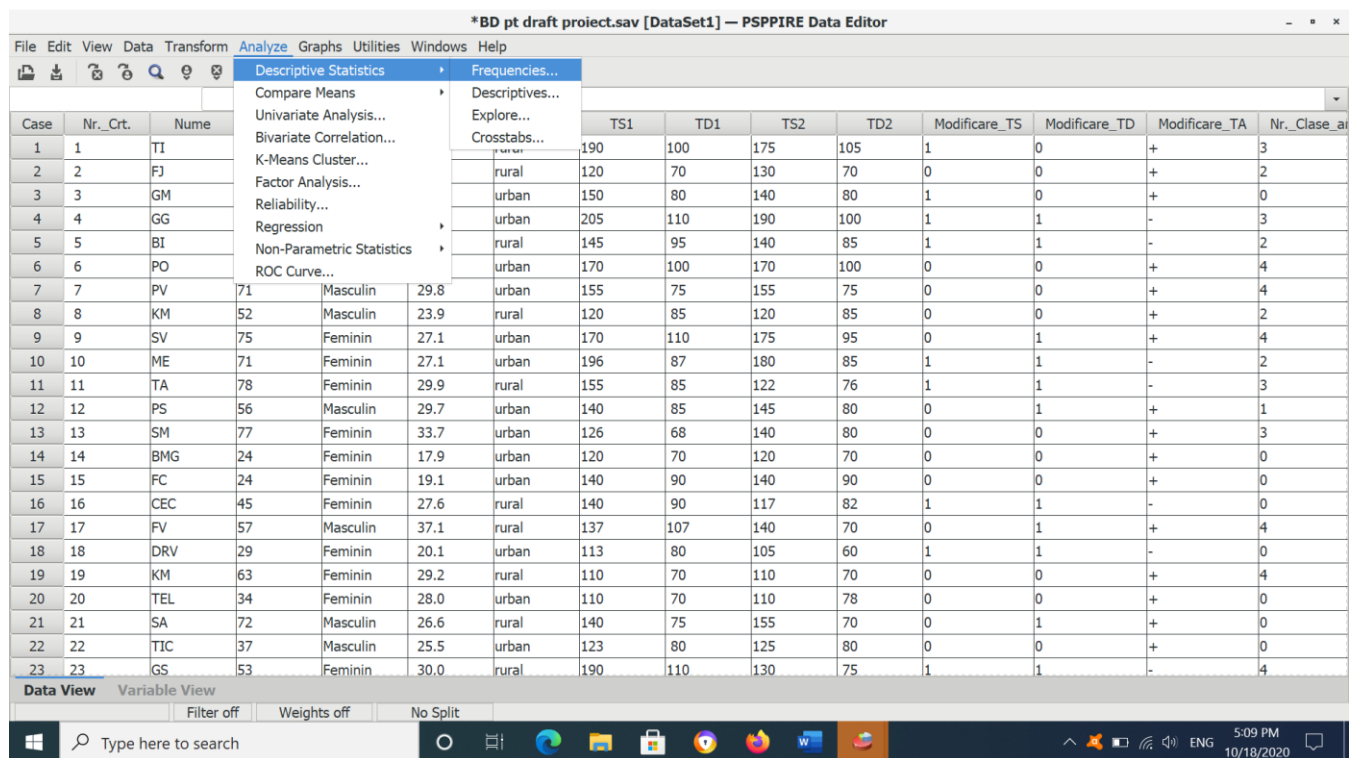 *BD pt draft proiect.sav [DataSet1] — PSPPIRE Data Editor
File Edit View Data Transform Analyze Graphs Utilities Windows Help
Descriptive Statistics Frequencies...
Compare Means Descriptives...
Univariate Analysis... Explore...
Bivariate Correlation... Crosstabs...
K-Means Cluster...
Factor Analysis...
Reliability...
Regression
Non-Parametric Statistics
ROC Curve...
Case Nr._Crt. Nume TS1 TD1 TS2 TD2 Modificare_TS Modificare_TD Modificare_TA Nr._Clase_ar
1 1 TI rural 190 100 175 105 1 0 + 3
2 2 FJ rural 120 70 130 70 0 0 + 2
3 3 GM urban 150 80 140 80 1 0 + 0
4 4 GG urban 205 110 190 100 1 1 - 3
5 5 BI rural 145 95 140 85 1 1 - 2
6 6 PO urban 170 100 170 100 0 0 + 4
7 7 PV 71 Masculin 29.8 urban 155 75 155 75 0 0 + 4
8 8 KM 52 Masculin 23.9 rural 120 85 120 85 0 0 + 2
9 9 SV 75 Feminin 27.1 urban 170 110 175 95 0 1 + 4
10 10 ME 71 Feminin 27.1 urban 196 87 180 85 1 1 - 2
11 11 TA 78 Feminin 29.9 rural 155 85 122 76 1 1 - 3
12 12 PS 56 Masculin 29.7 urban 140 85 145 80 0 1 + 1
13 13 SM 77 Feminin 33.7 urban 126 68 140 80 0 0 + 3
14 14 BMG 24 Feminin 17.9 urban 120 70 120 70 0 0 + 0
15 15 FC 24 Feminin 19.1 urban 140 90 140 90 0 0 + 0
16 16 CEC 45 Feminin 27.6 rural 140 90 117 82 1 1 - 0
17 17 FV 57 Masculin 37.1 rural 137 107 140 70 0 1 + 4
18 18 DRV 29 Feminin 20.1 urban 113 80 105 60 1 1 - 0
19 19 KM 63 Feminin 29.2 rural 110 70 110 70 0 0 + 4
20 20 TEL 34 Feminin 28.0 urban 110 70 110 78 0 0 + 0
21 21 SA 72 Masculin 26.6 rural 140 75 155 70 0 1 + 0
22 22 TIC 37 Masculin 25.5 urban 123 80 125 80 0 0 + 0
23 23 GS 53 Feminin 30.0 rural 190 110 130 75 1 1 - 4
Data View Variable View
Filter off Weights off No Split
Type here to search
W
ENG
5:09 PM
10/18/2020